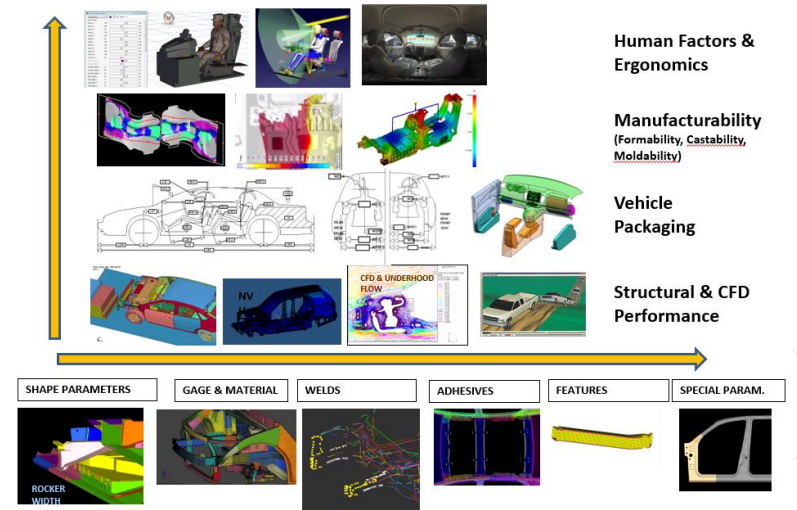 Human Factors &
Ergonomics
Manufacturability
(Formability, Castability,
Moldability)
Vehicle
Packaging
NV
CFD & UNDERHOOD
FLOW
Structural & CFD
Performance
SHAPE PARAMETERS
GAGE & MATERIAL
WELDS
ADHESIVES
FEATURES
SPECIAL PARAM.
ROCKER
WIDTH